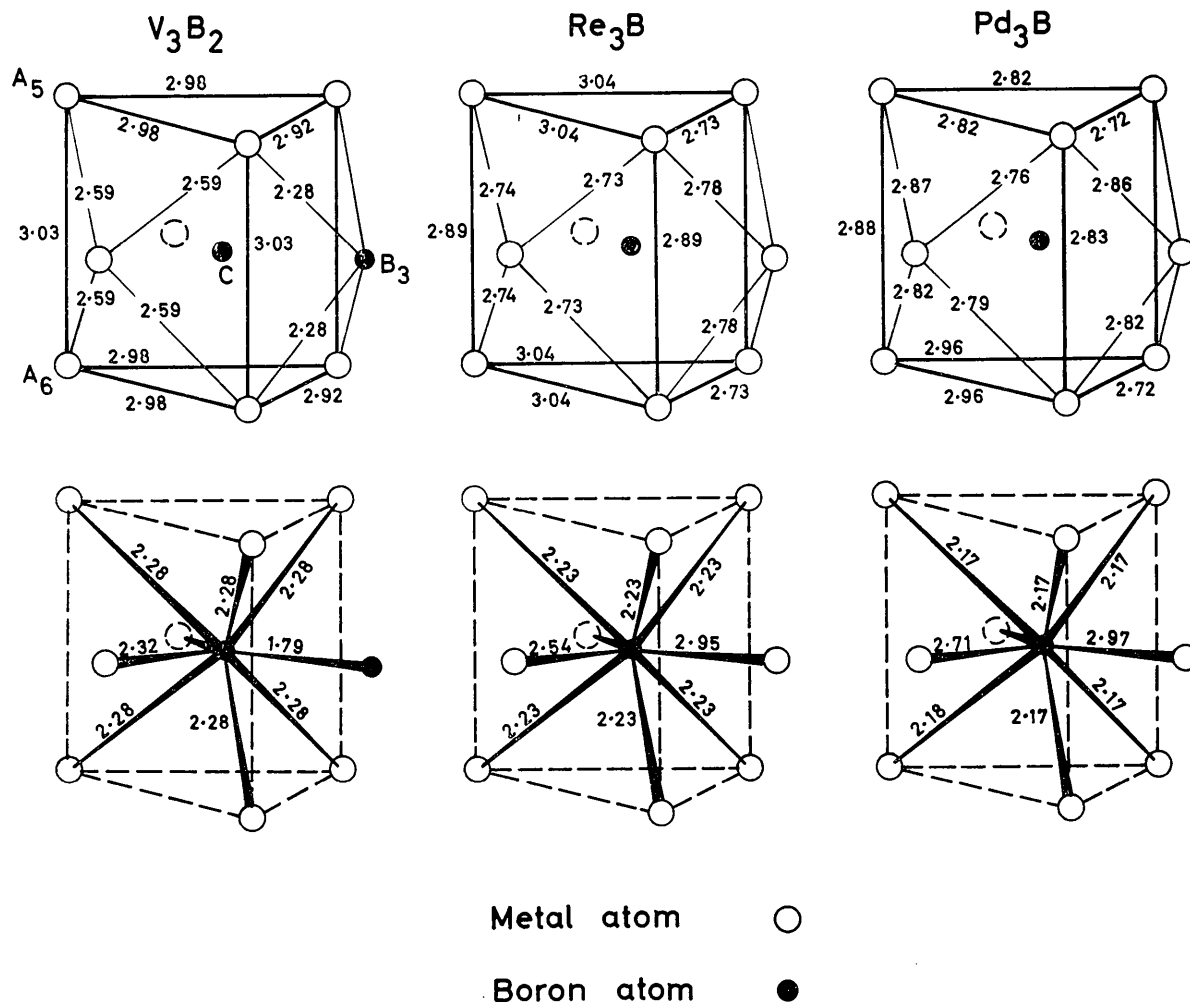 V₃B₂ Re₃B Pd₃B
A₅ 2·98 3·04 2·82
2·98 2·92 3·04 2·73 2·82 2·72
2·59 2·59 2·28 2·74 2·73 2·78 2·87 2·76 2·86
3·03 3·03 2·89 2·89 2·88 2·83
C B₃
2·59 2·59 2·28 2·74 2·73 2·78 2·82 2·79 2·82
A₆ 2·98 3·04 2·96
2·98 2·92 3·04 2·73 2·96 2·72
2·28 2·28 2·28 2·23 2·23 2·23 2·17 2·17 2·17
2·32 1·79 2·54 2·95 2·71 2·97
2·28 2·28 2·28 2·23 2·23 2·23 2·18 2·17 2·17
Metal atom
Boron atom